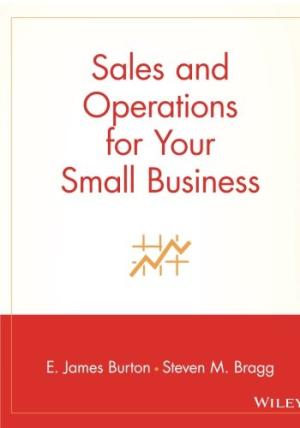 Sales and
Operations
for Your
Small Business
E. James Burton • Steven M. Bragg
WILEY